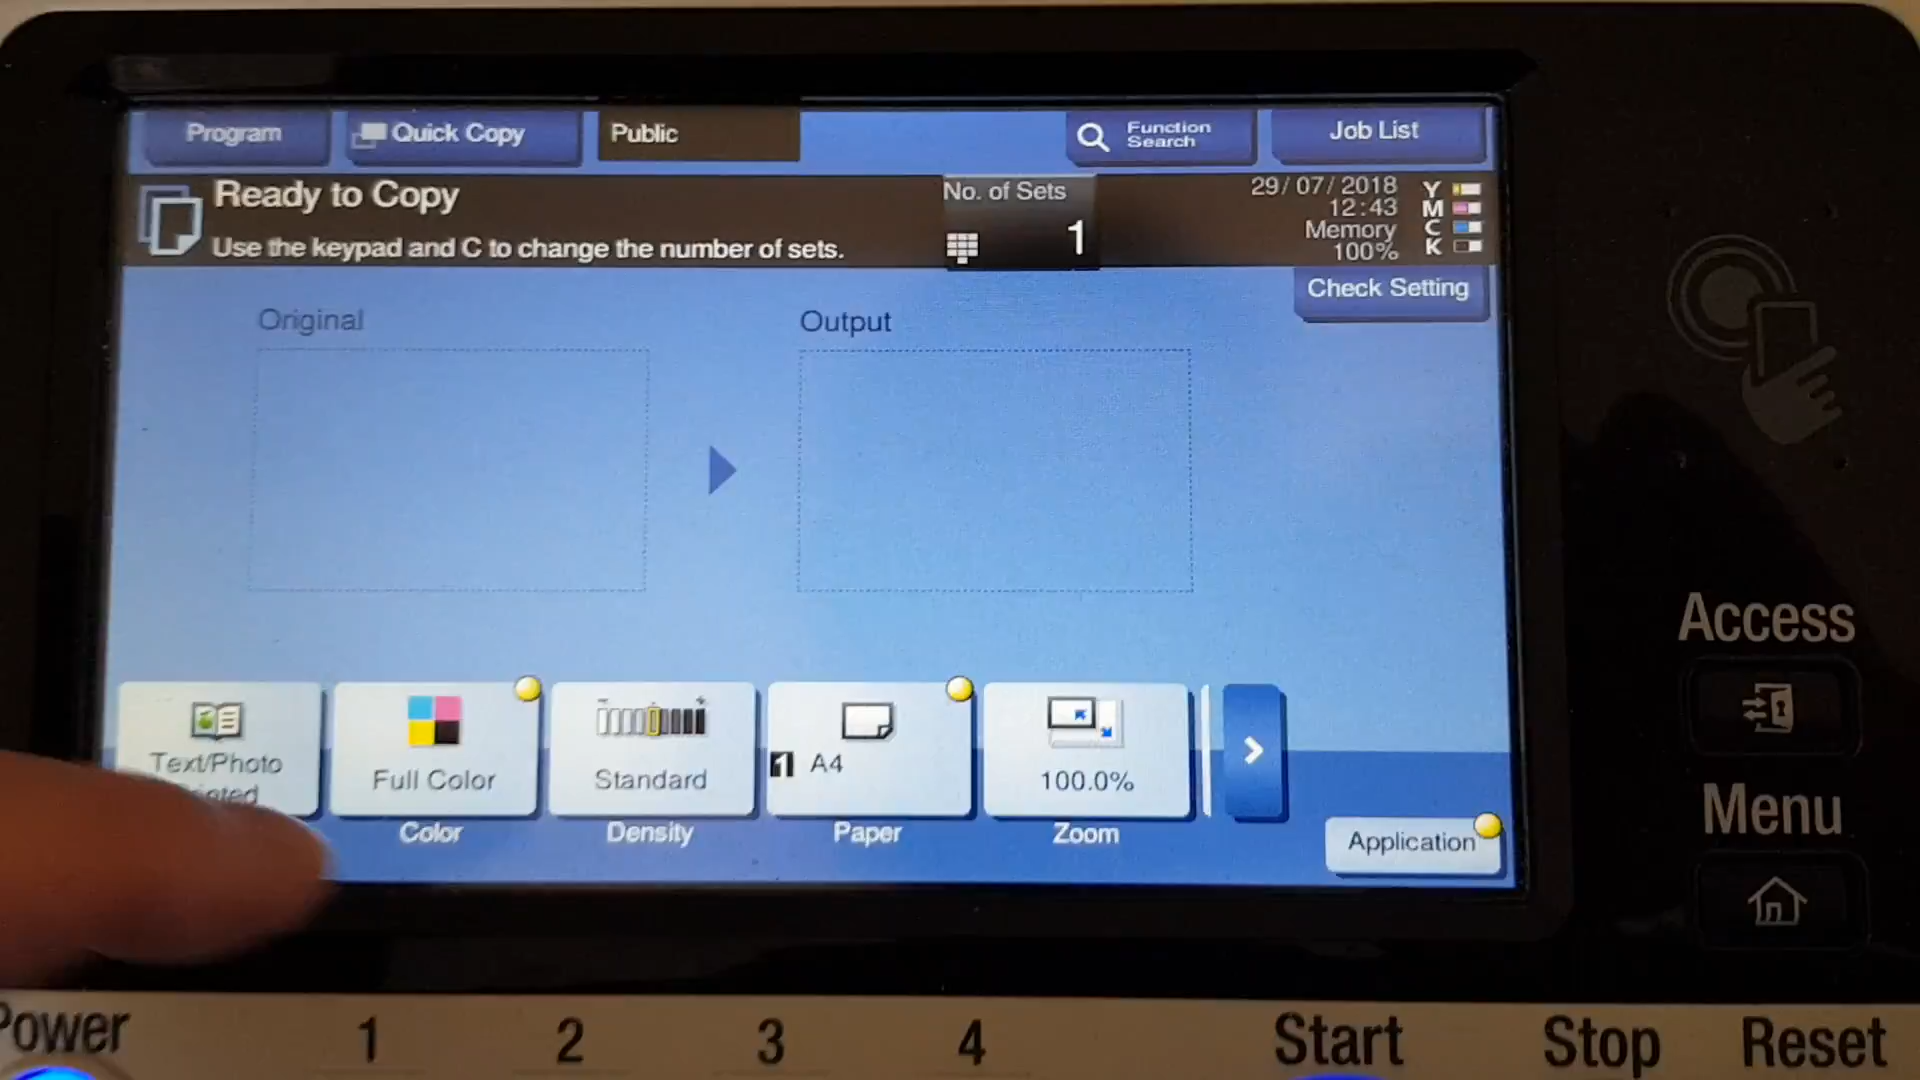 Program
Quick Copy
Public
Function
Search
Job List
Ready to Copy
Use the keypad and C to change the number of sets.
No. of Sets
1
29/07/2018
12:43
Memory
100%
Y
M
C
K
Check Setting
Original
Output
Text/Photo
Full Color
Standard
1 A4
100.0%
Color
Density
Paper
Zoom
Application
Access
Menu
Power
1
2
3
4
Start
Stop
Reset